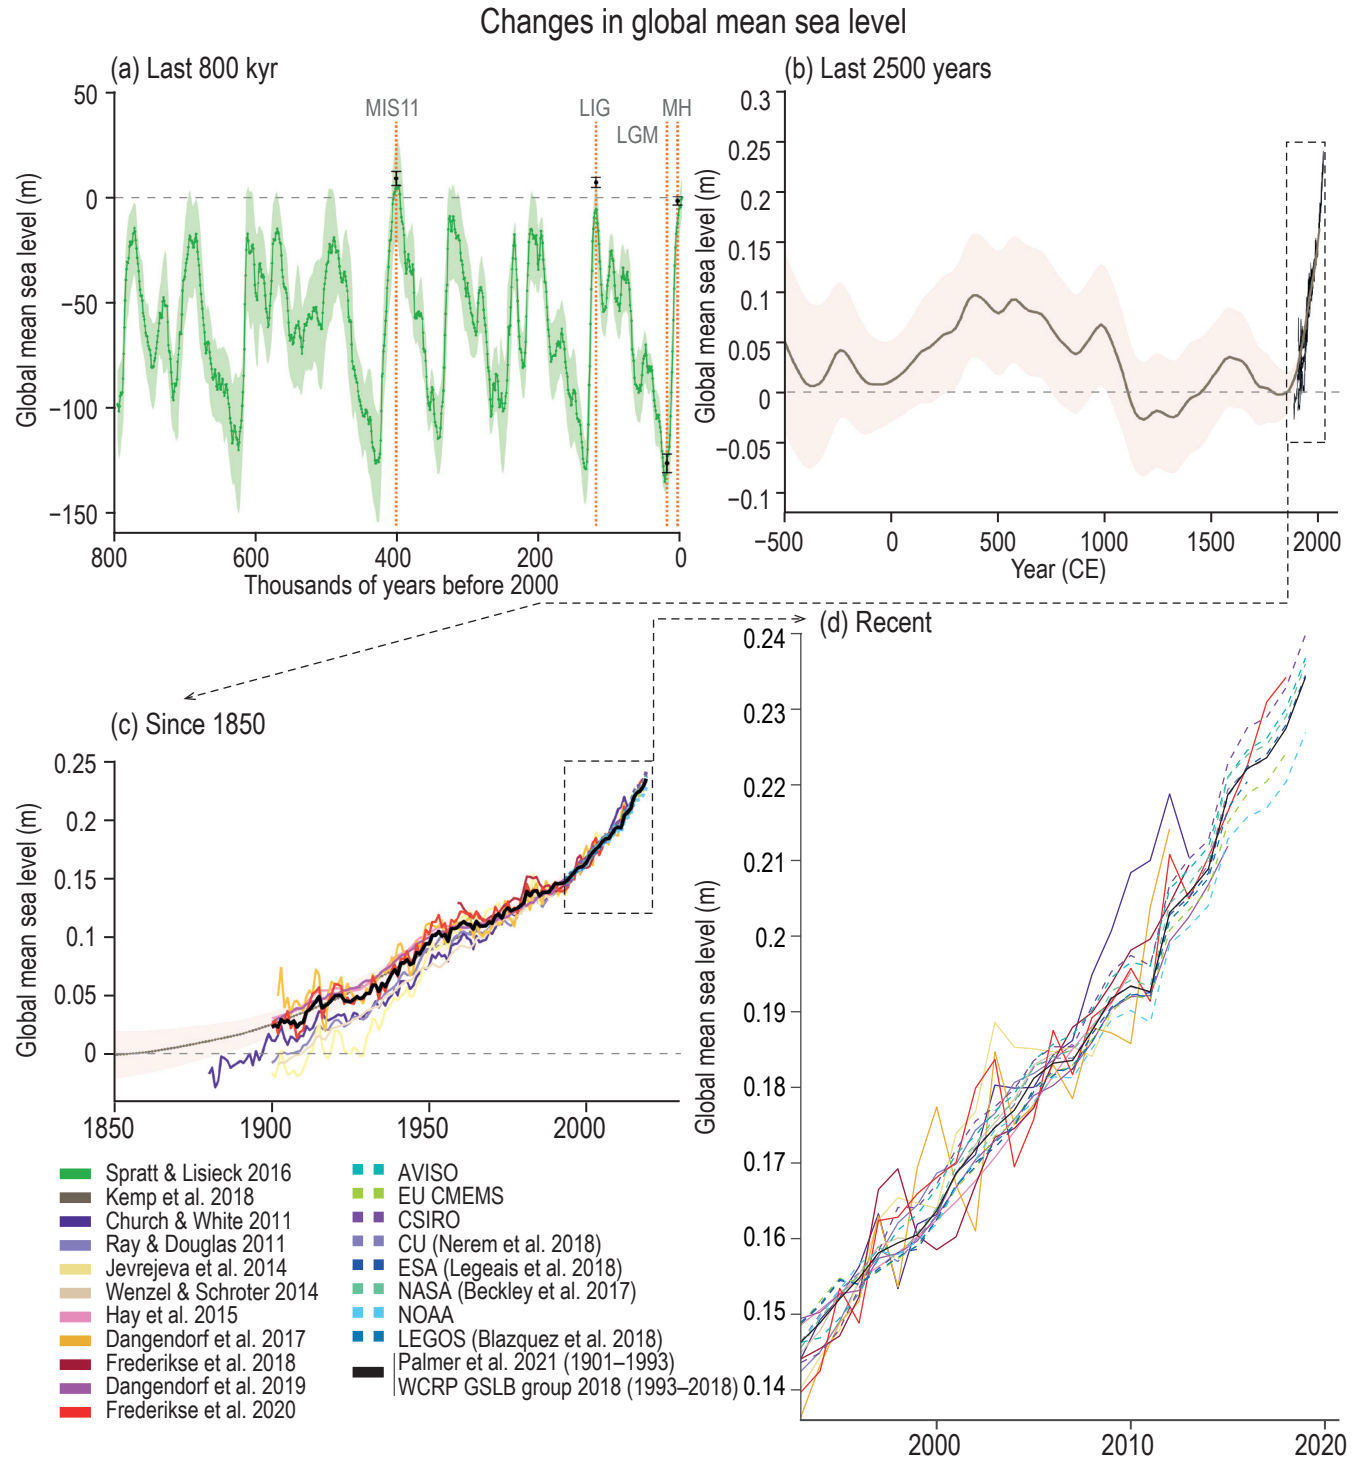 Changes in global mean sea level
(a) Last 800 kyr
MIS11
LIG
MH
LGM
50
0
−50
−100
−150
Global mean sea level (m)
800
600
400
200
0
Thousands of years before 2000
(b) Last 2500 years
0.3
0.25
0.2
0.15
0.1
0.05
0
−0.05
−0.1
Global mean sea level (m)
−500
0
500
1000
1500
2000
Year (CE)
(c) Since 1850
0.25
0.2
0.15
0.1
0.05
0
Global mean sea level (m)
1850
1900
1950
2000
(d) Recent
0.24
0.23
0.22
0.21
0.2
0.19
0.18
0.17
0.16
0.15
0.14
Global mean sea level (m)
2000
2010
2020
Spratt & Lisieck 2016
Kemp et al. 2018
Church & White 2011
Ray & Douglas 2011
Jevrejeva et al. 2014
Wenzel & Schroter 2014
Hay et al. 2015
Dangendorf et al. 2017
Frederikse et al. 2018
Dangendorf et al. 2019
Frederikse et al. 2020
AVISO
EU CMEMS
CSIRO
CU (Nerem et al. 2018)
ESA (Legeais et al. 2018)
NASA (Beckley et al. 2017)
NOAA
LEGOS (Blazquez et al. 2018)
Palmer et al. 2021 (1901–1993)
WCRP GSLB group 2018 (1993–2018)